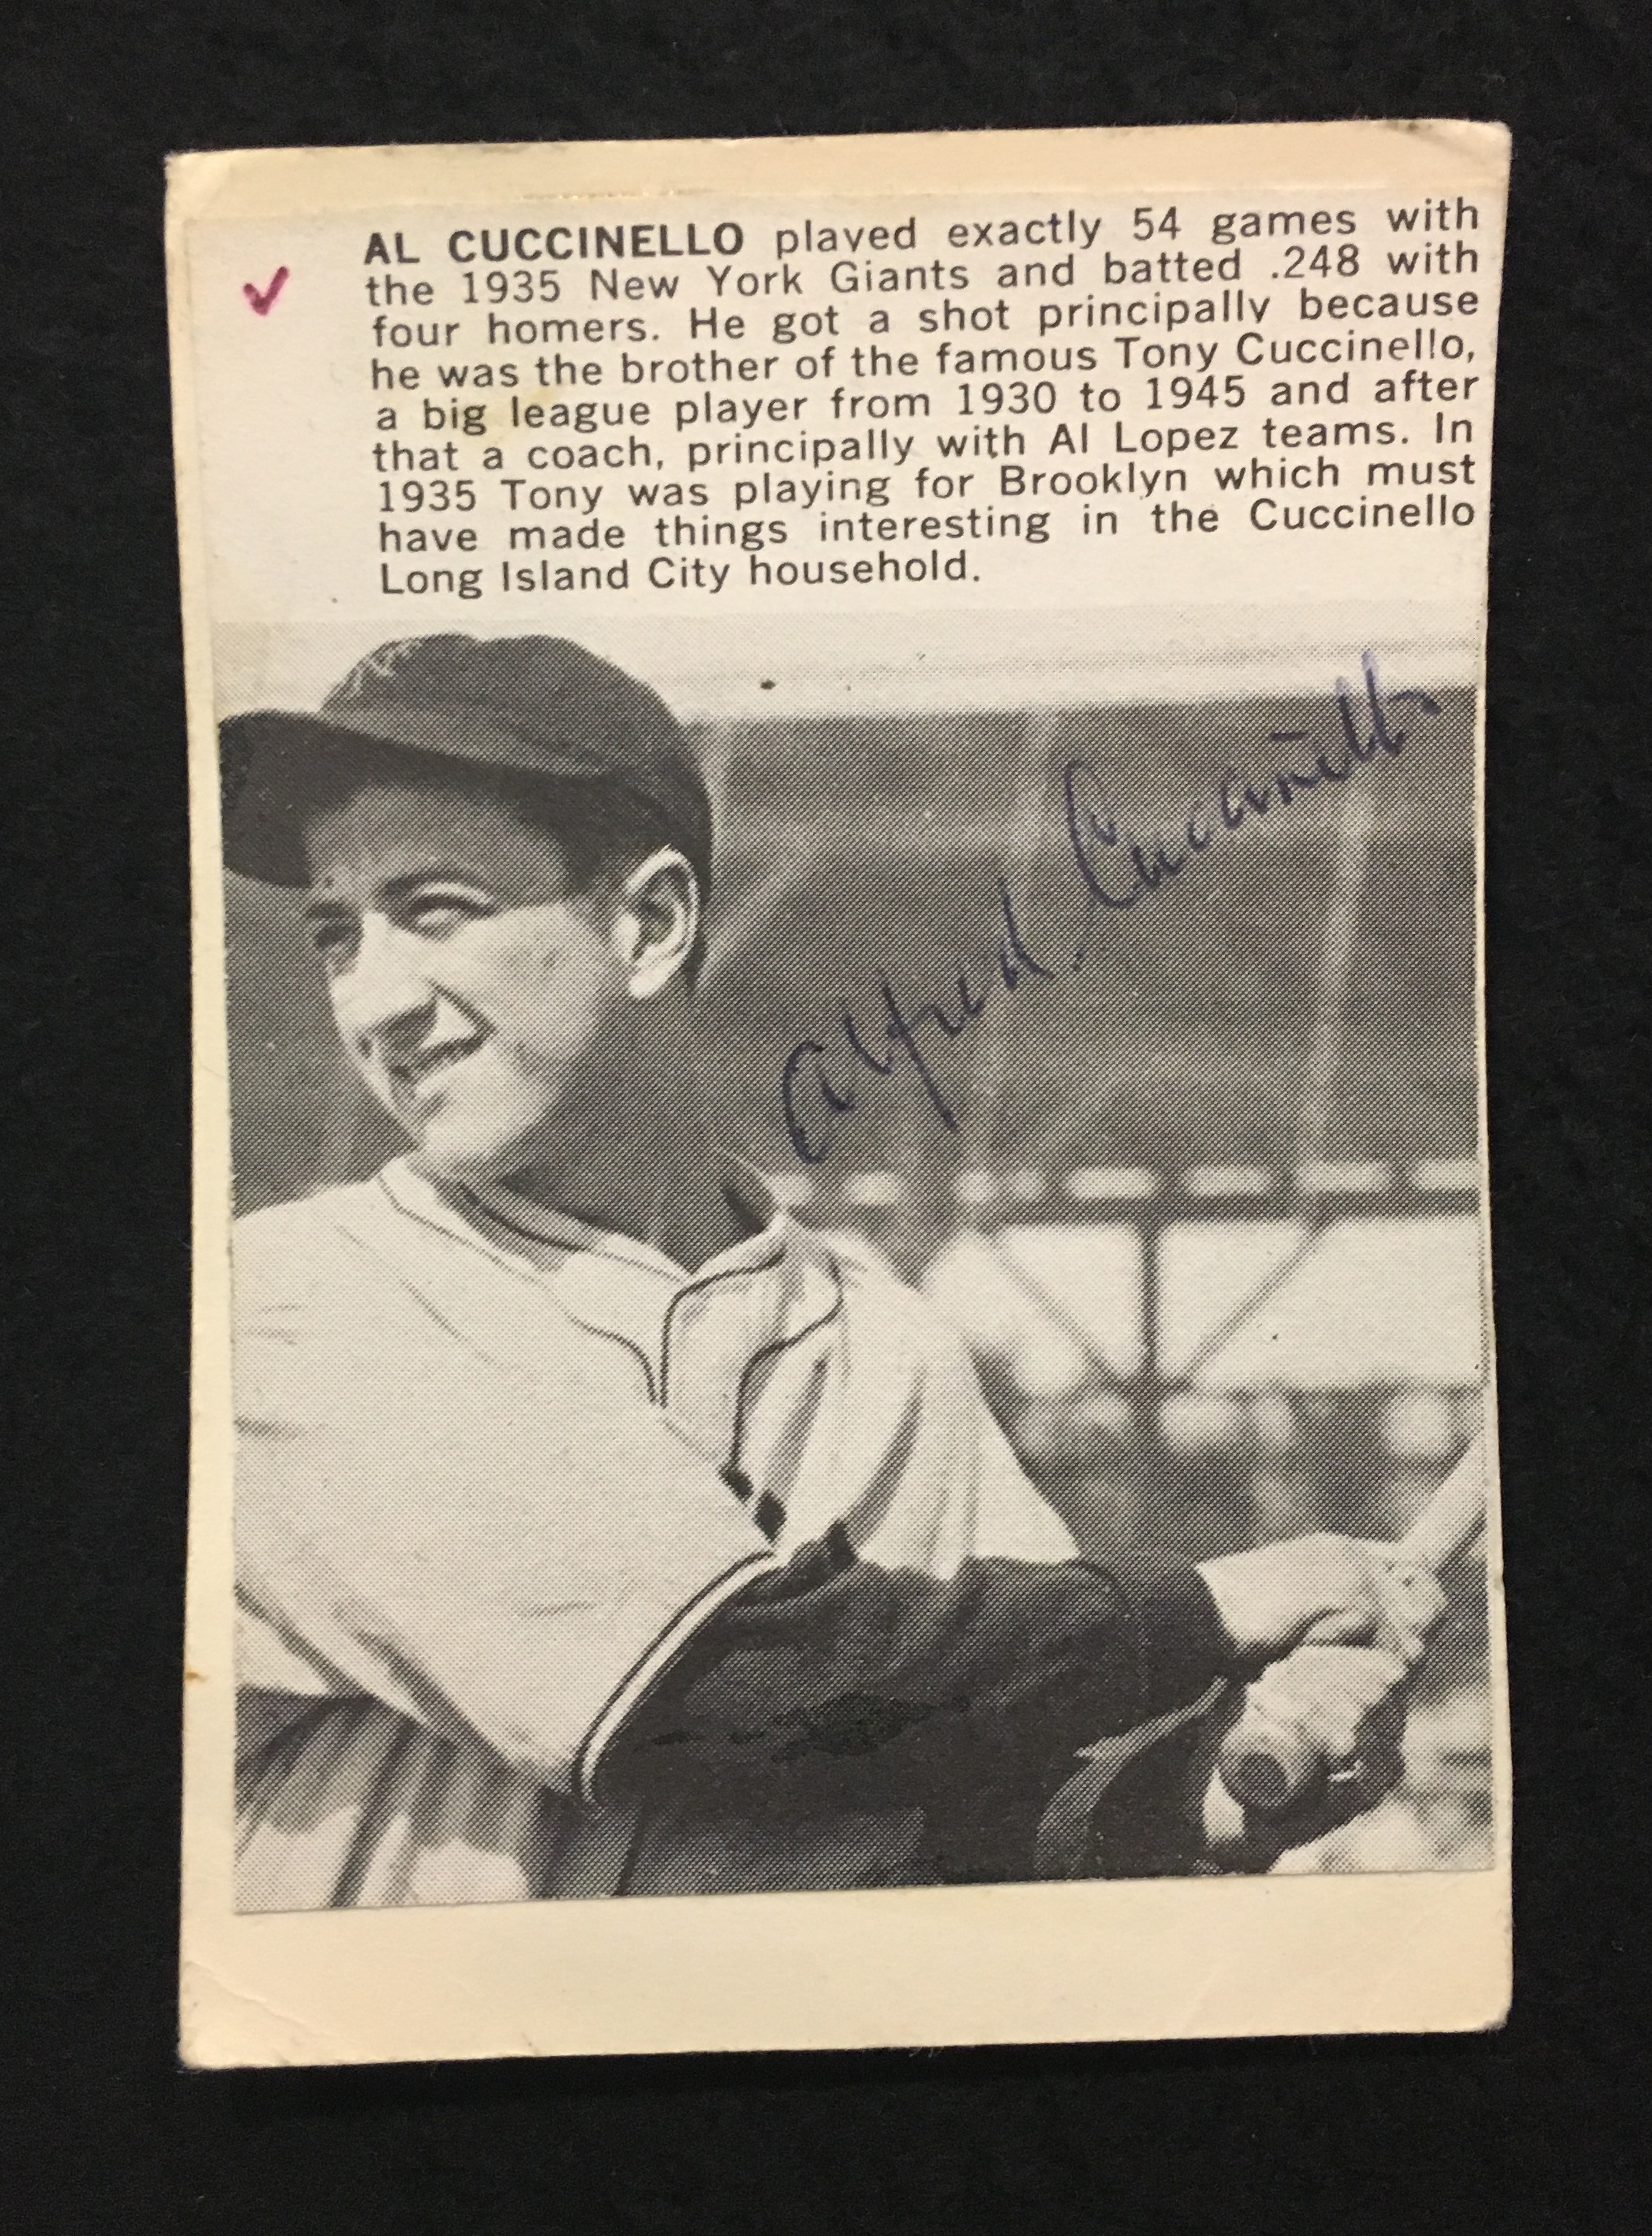 AL CUCCINELLO played exactly 54 games with
the 1935 New York Giants and batted .248 with
four homers. He got a shot principally because
he was the brother of the famous Tony Cuccinello,
a big league player from 1930 to 1945 and after
that a coach, principally with Al Lopez teams. In
1935 Tony was playing for Brooklyn which must
have made things interesting in the Cuccinello
Long Island City household.
Alfred Cuccinello